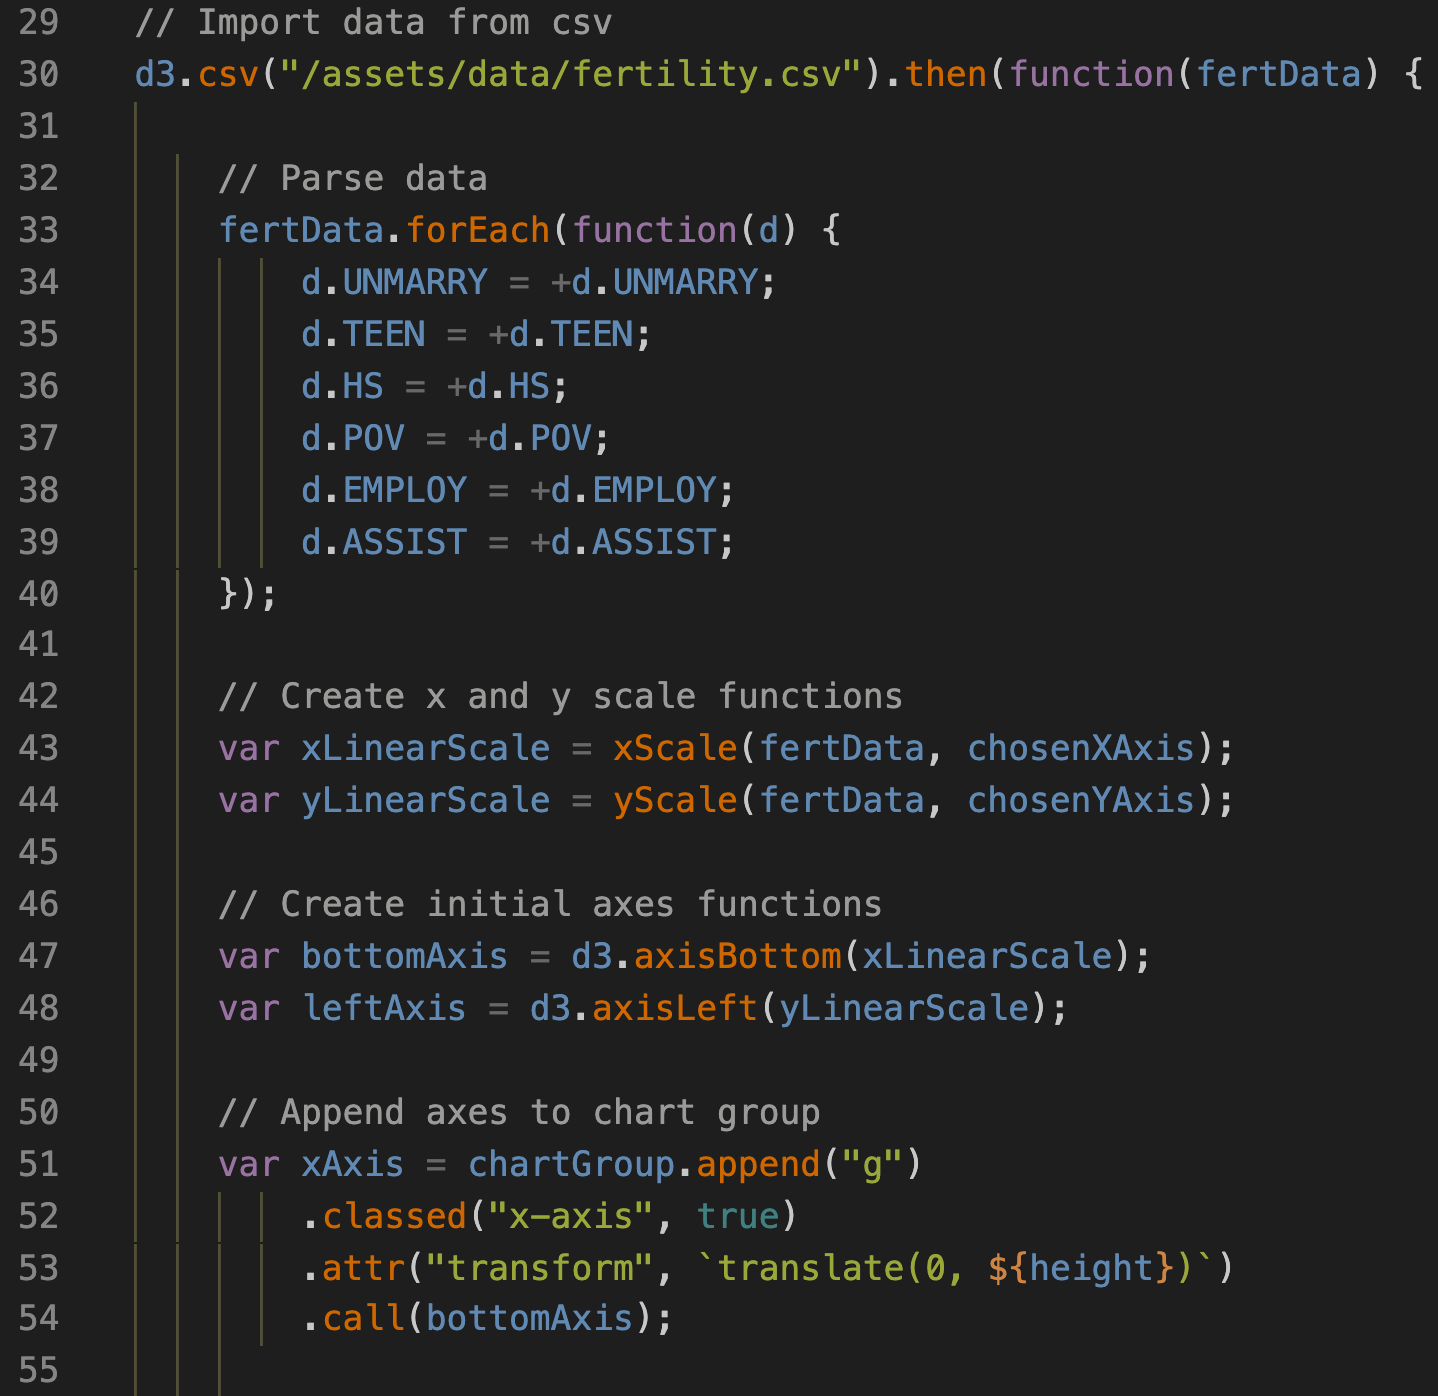 29 // Import data from csv
30 d3.csv("/assets/data/fertility.csv").then(function(fertData) {
31
32 // Parse data
33 fertData.forEach(function(d) {
34 d.UNMARRY = +d.UNMARRY;
35 d.TEEN = +d.TEEN;
36 d.HS = +d.HS;
37 d.POV = +d.POV;
38 d.EMPLOY = +d.EMPLOY;
39 d.ASSIST = +d.ASSIST;
40 });
41
42 // Create x and y scale functions
43 var xLinearScale = xScale(fertData, chosenXAxis);
44 var yLinearScale = yScale(fertData, chosenYAxis);
45
46 // Create initial axes functions
47 var bottomAxis = d3.axisBottom(xLinearScale);
48 var leftAxis = d3.axisLeft(yLinearScale);
49
50 // Append axes to chart group
51 var xAxis = chartGroup.append("g")
52 .classed("x-axis", true)
53 .attr("transform", `translate(0, ${height})`)
54 .call(bottomAxis);
55